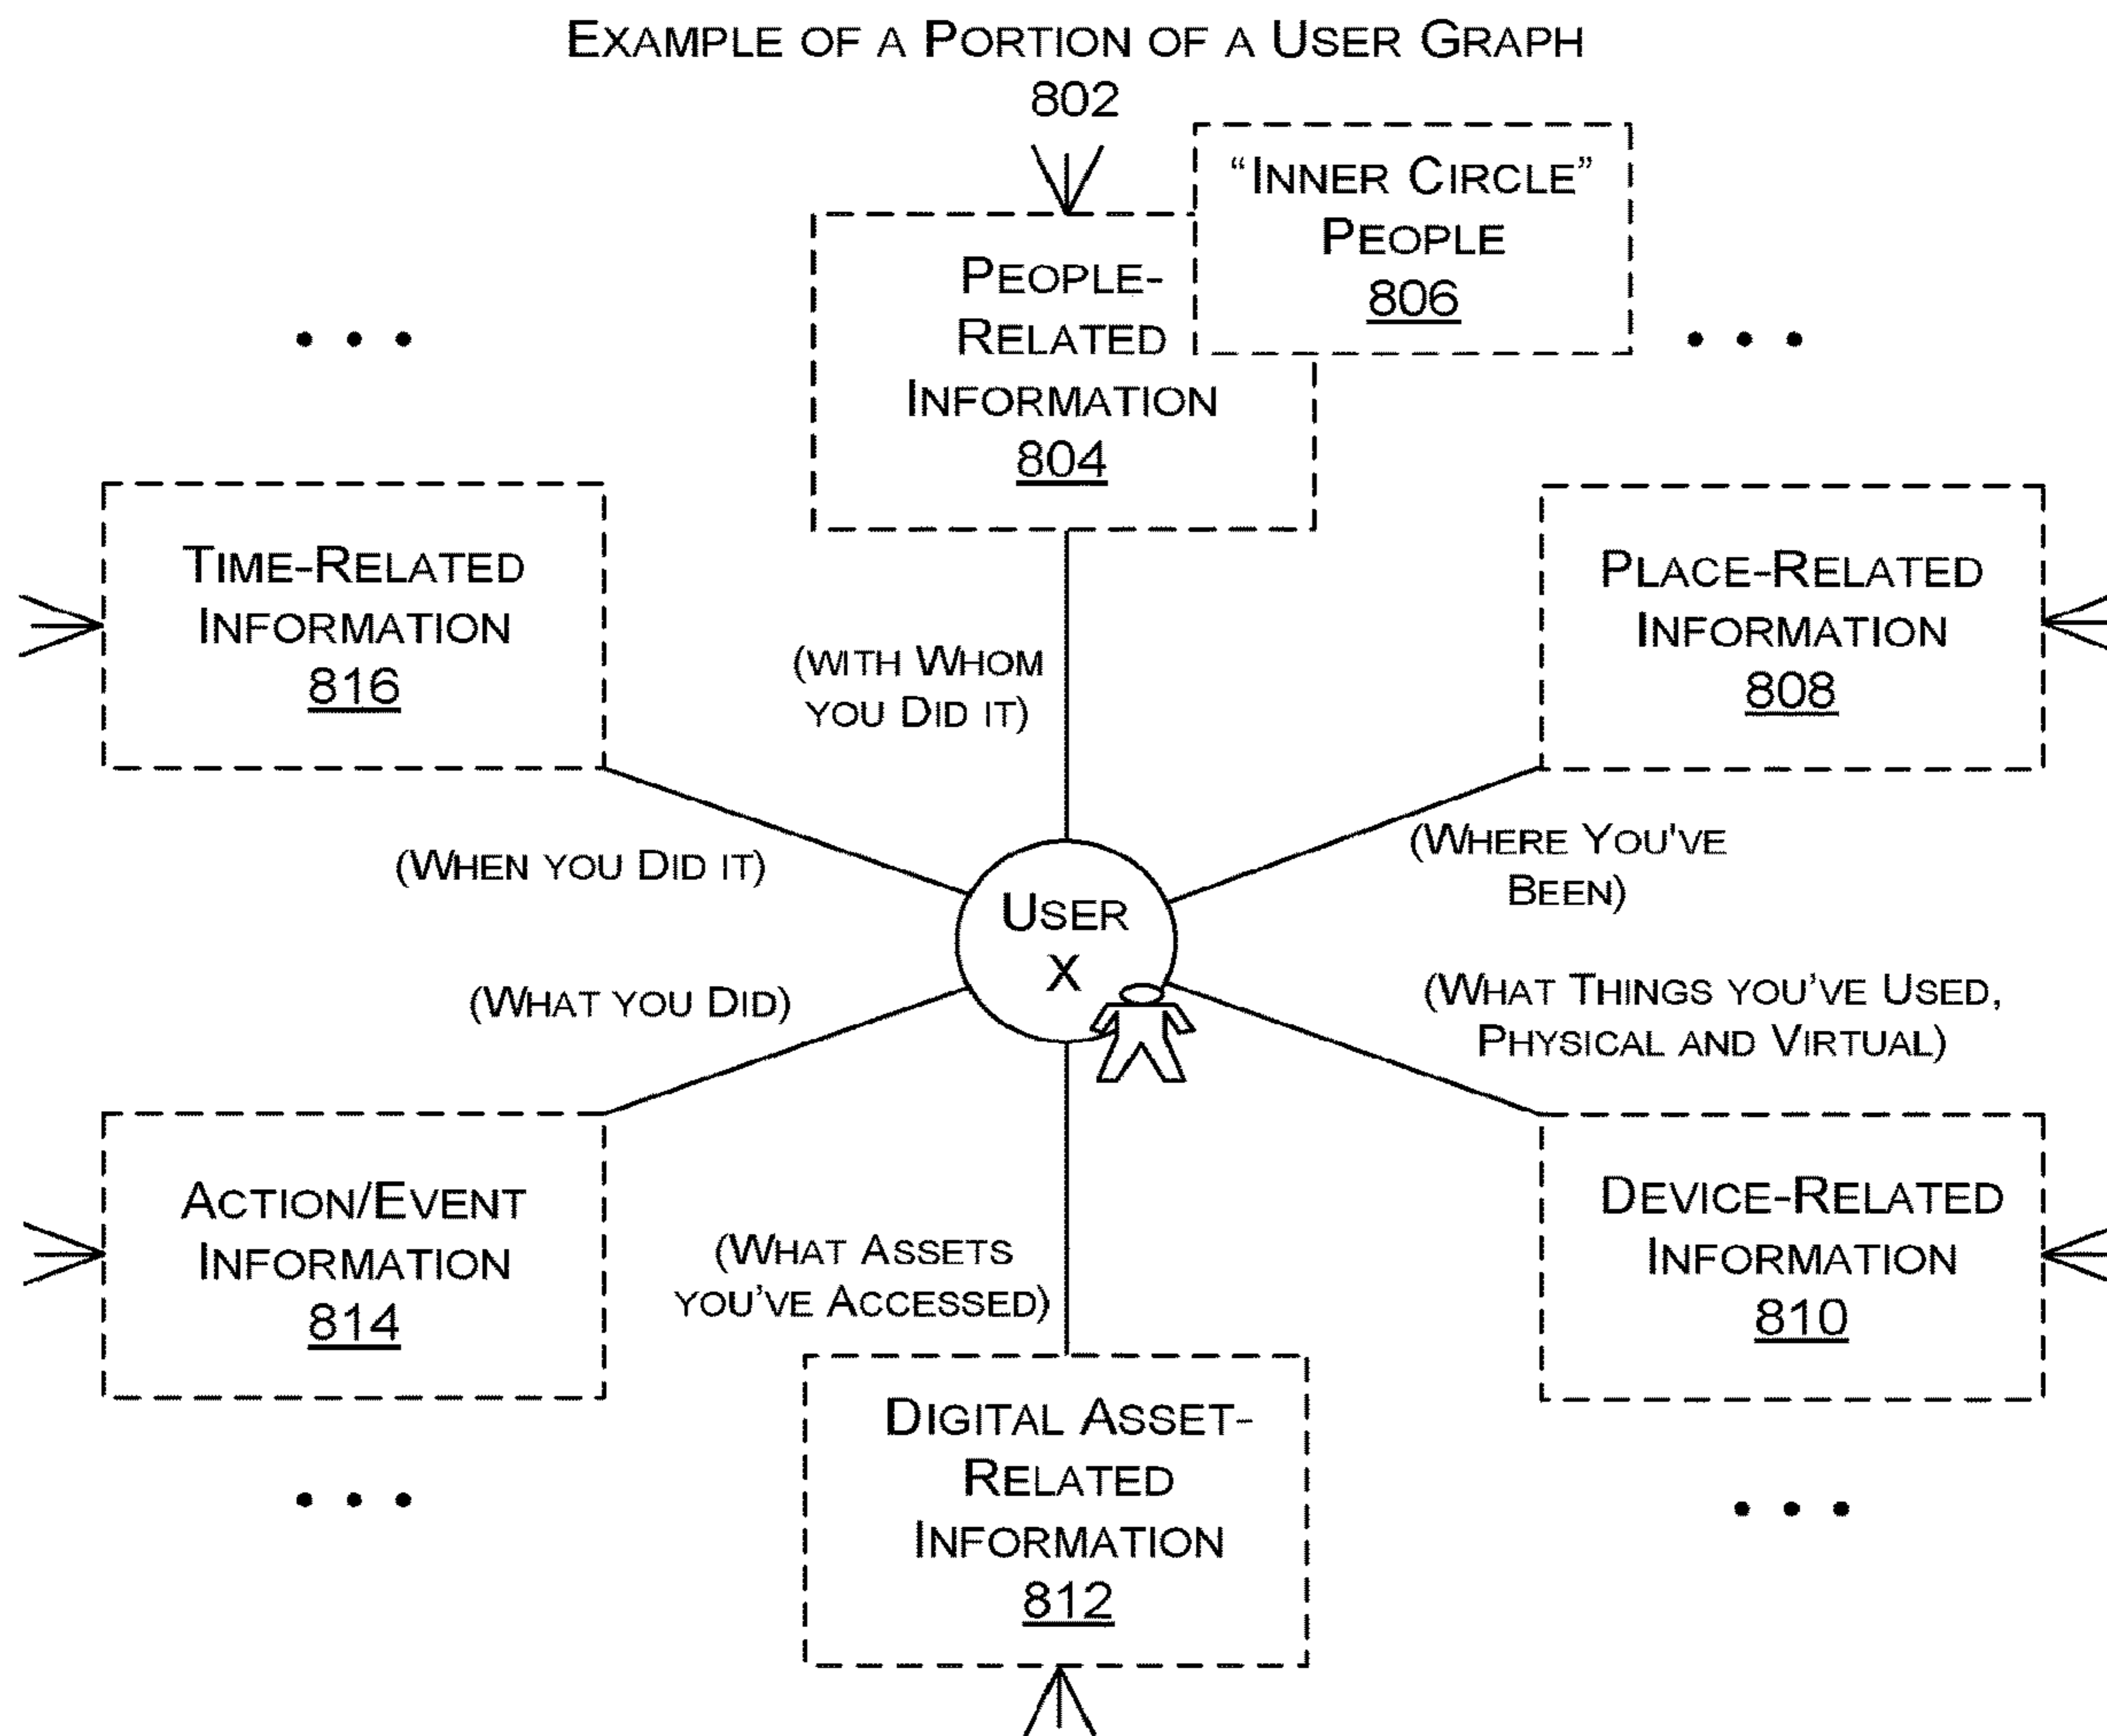 EXAMPLE OF A PORTION OF A USER GRAPH
802
"INNER CIRCLE"
PEOPLE
806
PEOPLE-
RELATED
INFORMATION
804
TIME-RELATED
INFORMATION
816
PLACE-RELATED
INFORMATION
808
(WITH WHOM
YOU DID IT)
(WHEN YOU DID IT)
(WHERE YOU'VE
BEEN)
USER
X
(WHAT YOU DID)
(WHAT THINGS YOU'VE USED,
PHYSICAL AND VIRTUAL)
ACTION/EVENT
INFORMATION
814
(WHAT ASSETS
YOU'VE ACCESSED)
DEVICE-RELATED
INFORMATION
810
DIGITAL ASSET-
RELATED
INFORMATION
812